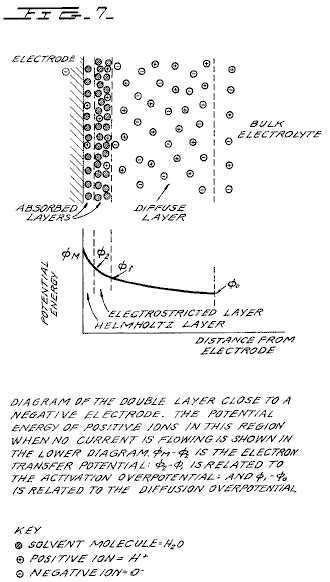 FIG_7_
ELECTRODE
BULK
ELECTROLYTE
ABSORBED
LAYERS
DIFFUSE
LAYER
POTENTIAL
ENERGY
ϕM
ϕ2
ϕ1
ϕ0
ELECTROSTRICTED LAYER
HELMHOLTZ LAYER
DISTANCE FROM
ELECTRODE
DIAGRAM OF THE DOUBLE LAYER CLOSE TO A
NEGATIVE ELECTRODE. THE POTENTIAL
ENERGY OF POSITIVE IONS IN THIS REGION
WHEN NO CURRENT IS FLOWING IS SHOWN IN
THE LOWER DIAGRAM. ϕM-ϕ2 IS THE ELECTRON
TRANSFER POTENTIAL: ϕ2-ϕ1 IS RELATED TO
THE ACTIVATION OVERPOTENTIAL; AND ϕ1-ϕ0
IS RELATED TO THE DIFFUSION OVERPOTENTIAL.
KEY
SOLVENT MOLECULE=H2O
POSITIVE ION= H+
NEGATIVE ION=O-